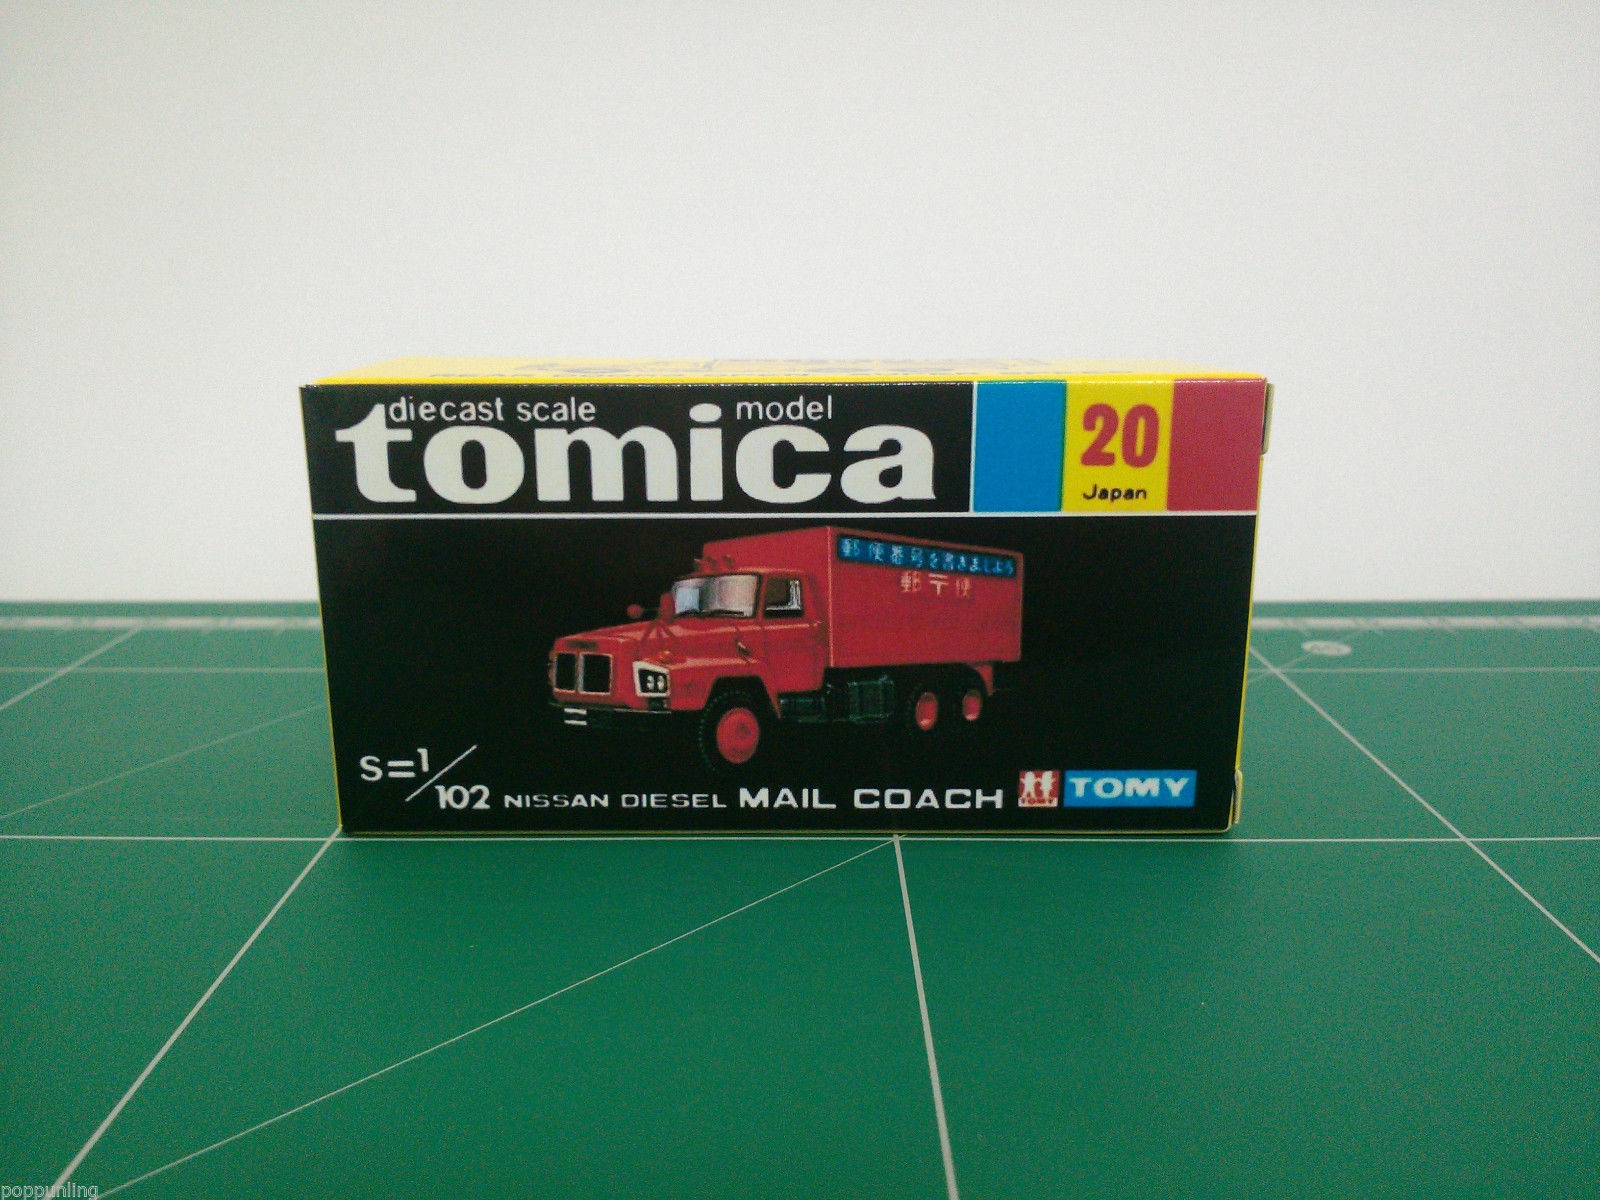 diecast scale model
tomica
20
Japan
郵便番号を書きましょう
郵〒便
S=1/102 NISSAN DIESEL MAIL COACH TOMY TOMY
poppunling